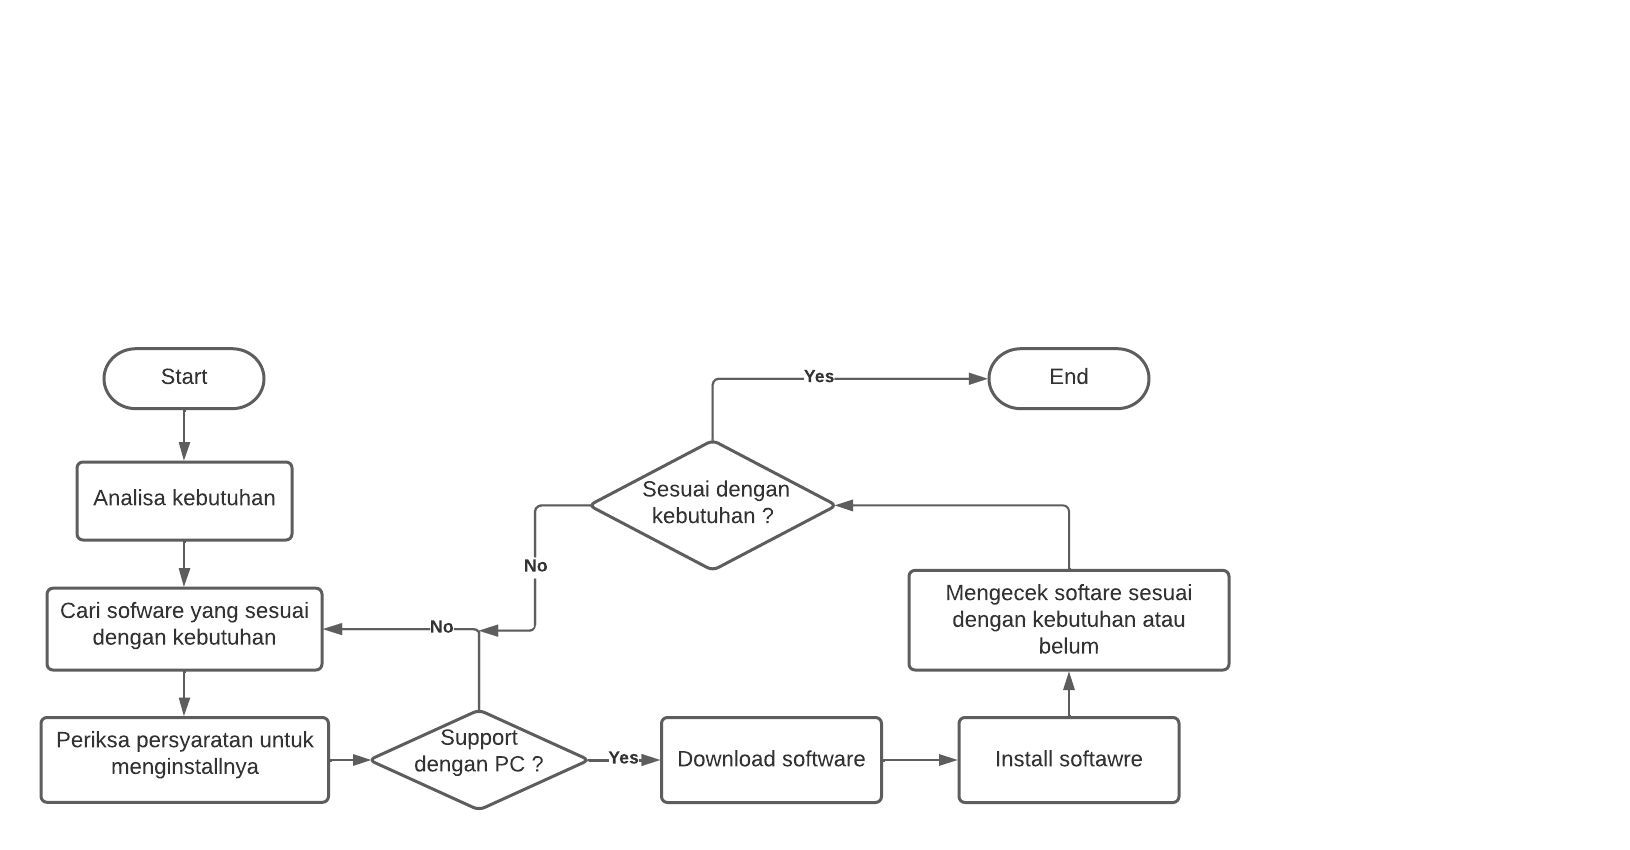 Start
Analisa kebutuhan
Cari sofware yang sesuai
dengan kebutuhan
Periksa persyaratan untuk
menginstallnya
Support
dengan PC ?
No
Yes
Download software
Install softawre
Mengecek softare sesuai
dengan kebutuhan atau
belum
Sesuai dengan
kebutuhan ?
No
Yes
End